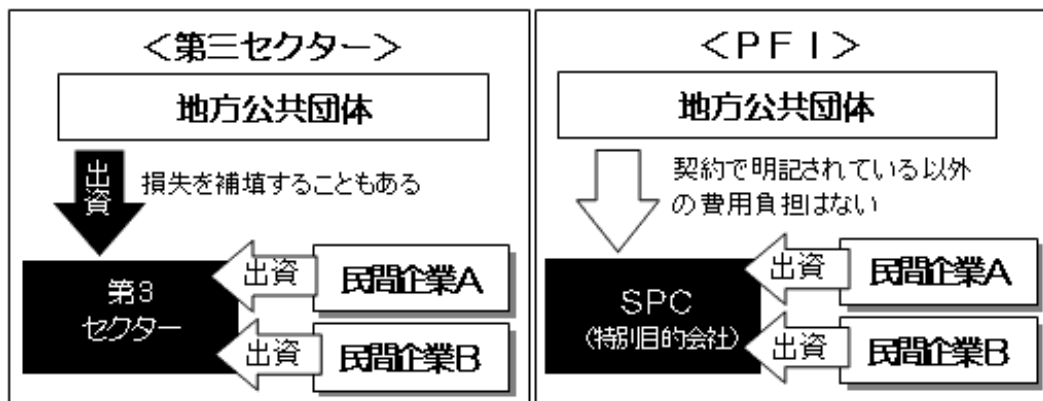 ＜第三セクター＞
地方公共団体
出資
損失を補填することもある
第3
セクター
出資
民間企業A
出資
民間企業B
＜PFI＞
地方公共団体
契約で明記されている以外
の費用負担はない
SPC
(特別目的会社)
出資
民間企業A
出資
民間企業B